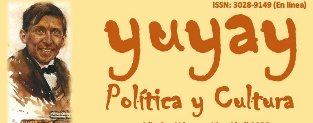 ISSN: 3028-9149 (En línea)
yuyay
Política y Cultura